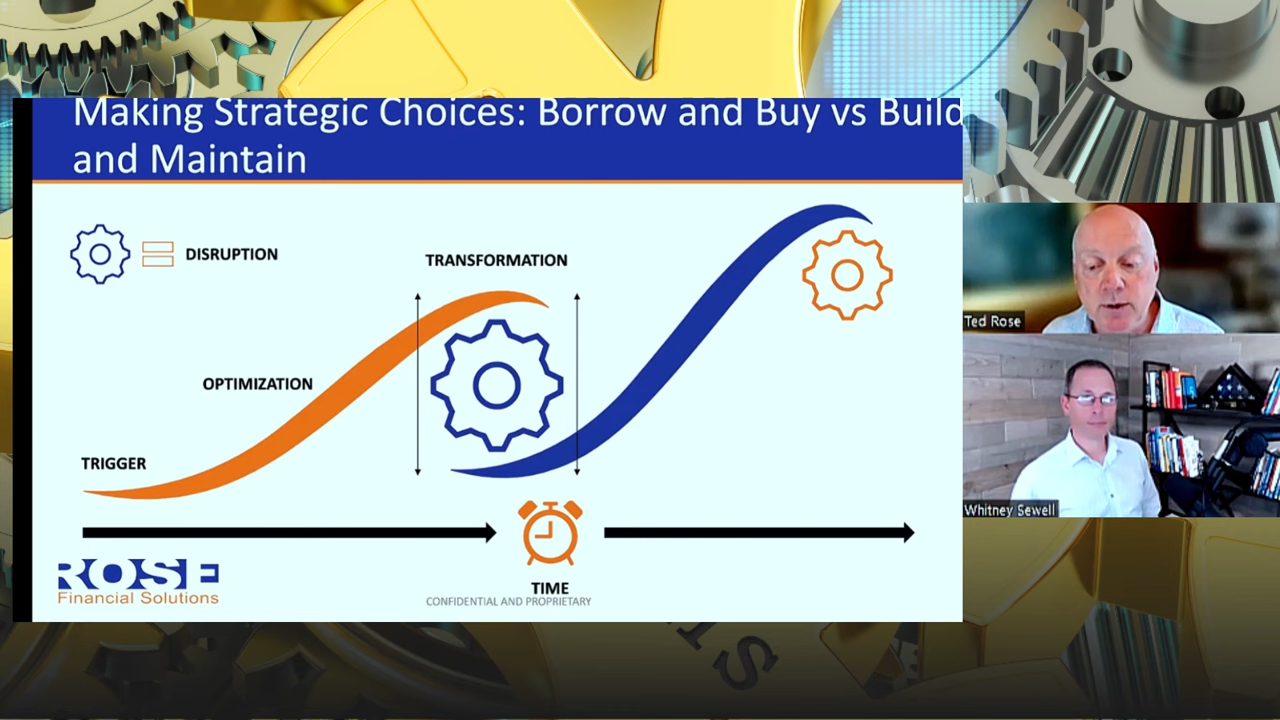 Making Strategic Choices: Borrow and Buy vs Build
and Maintain
DISRUPTION
TRANSFORMATION
OPTIMIZATION
TRIGGER
TIME
CONFIDENTIAL AND PROPRIETARY
ROSE
Financial Solutions
Ted Rose
Whitney Sewell